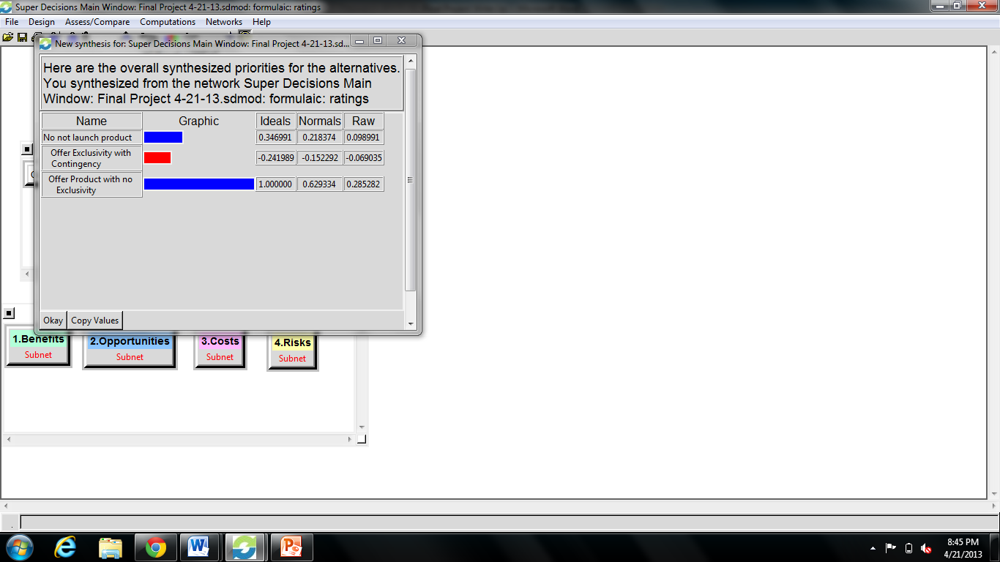 Super Decisions Main Window: Final Project 4-21-13.sdmod: formulaic: ratings
File Design Assess/Compare Computations Networks Help
New synthesis for: Super Decisions Main Window: Final Project 4-21-13.sd...
Here are the overall synthesized priorities for the alternatives.
You synthesized from the network Super Decisions Main
Window: Final Project 4-21-13.sdmod: formulaic: ratings
Name Graphic Ideals Normals Raw
No not launch product 0.346991 0.218374 0.098991
Offer Exclusivity with
Contingency -0.241989 -0.152292 -0.069035
Offer Product with no
Exclusivity 1.000000 0.629334 0.285282
Okay Copy Values
1.Benefits 2.Opportunities 3.Costs 4.Risks
Subnet Subnet Subnet Subnet
8:45 PM
4/21/2013